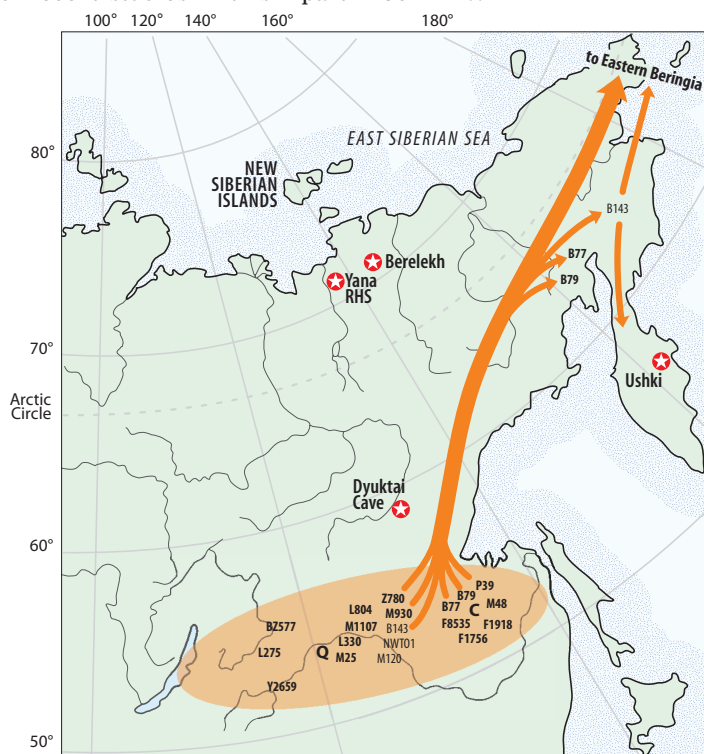 100° 120° 140° 160° 180°
to Eastern Beringia
EAST SIBERIAN SEA
80°
NEW
SIBERIAN
ISLANDS
B143
Berelekh
B77
Yana
RHS
B79
70°
Ushki
Arctic
Circle
Dyuktai
Cave
60°
P39
Z780
B79
L804
M930
B77
C
M48
BZ577
M1107
B143
F8535
F1918
L330
NWT01
F1756
L275
Q
M25
M120
Y2659
50°